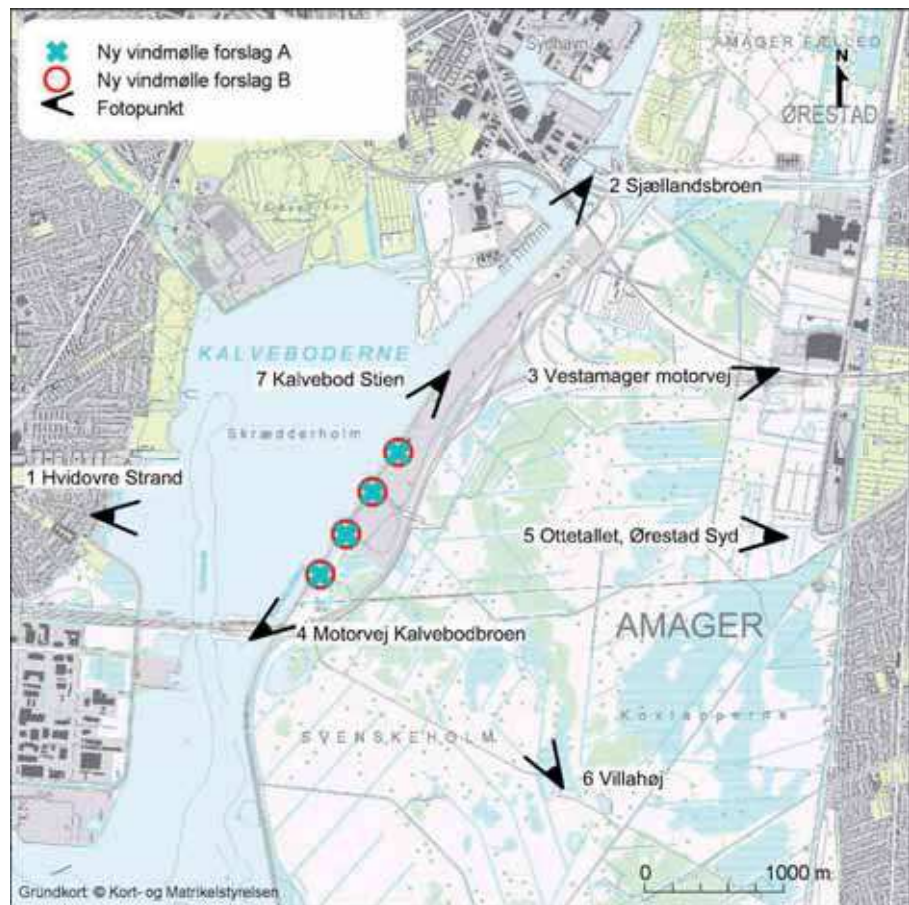 Ny vindmølle forslag A
Ny vindmølle forslag B
Fotopunkt
Sydhavn
AMAGER FÆLLED
N
ØRESTAD
2 Sjællandsbroen
KALVEBODERNE
7 Kalvebod Stien
3 Vestamager motorvej
Skrædderholm
1 Hvidovre Strand
5 Ottetallet, Ørestad Syd
4 Motorvej Kalvebodbroen
AMAGER
Koklapperne
SVENSKEHOLM
6 Villahøj
0 1000 m
Grundkort: © Kort- og Matrikelstyrelsen